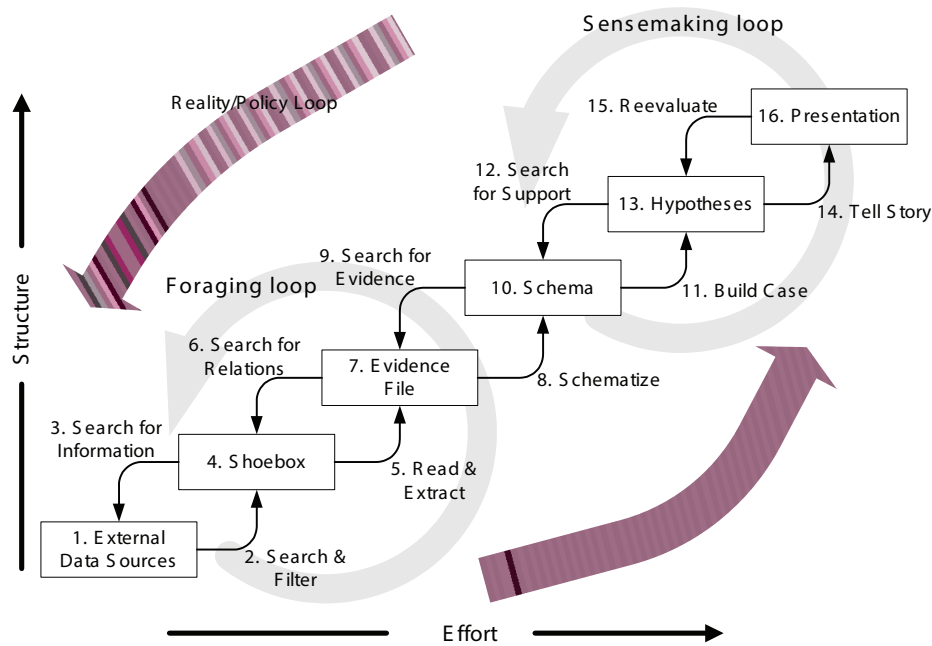 Sensemaking loop
Reality/Policy Loop
15. Reevaluate
16. Presentation
12. Search
for Support
13. Hypotheses
14. Tell Story
9. Search for
Evidence
10. Schema
11. Build Case
Foraging loop
6. Search for
Relations
7. Evidence
File
8. Schematize
3. Search for
Information
4. Shoebox
5. Read &
Extract
1. External
Data Sources
2. Search &
Filter
Structure
Effort